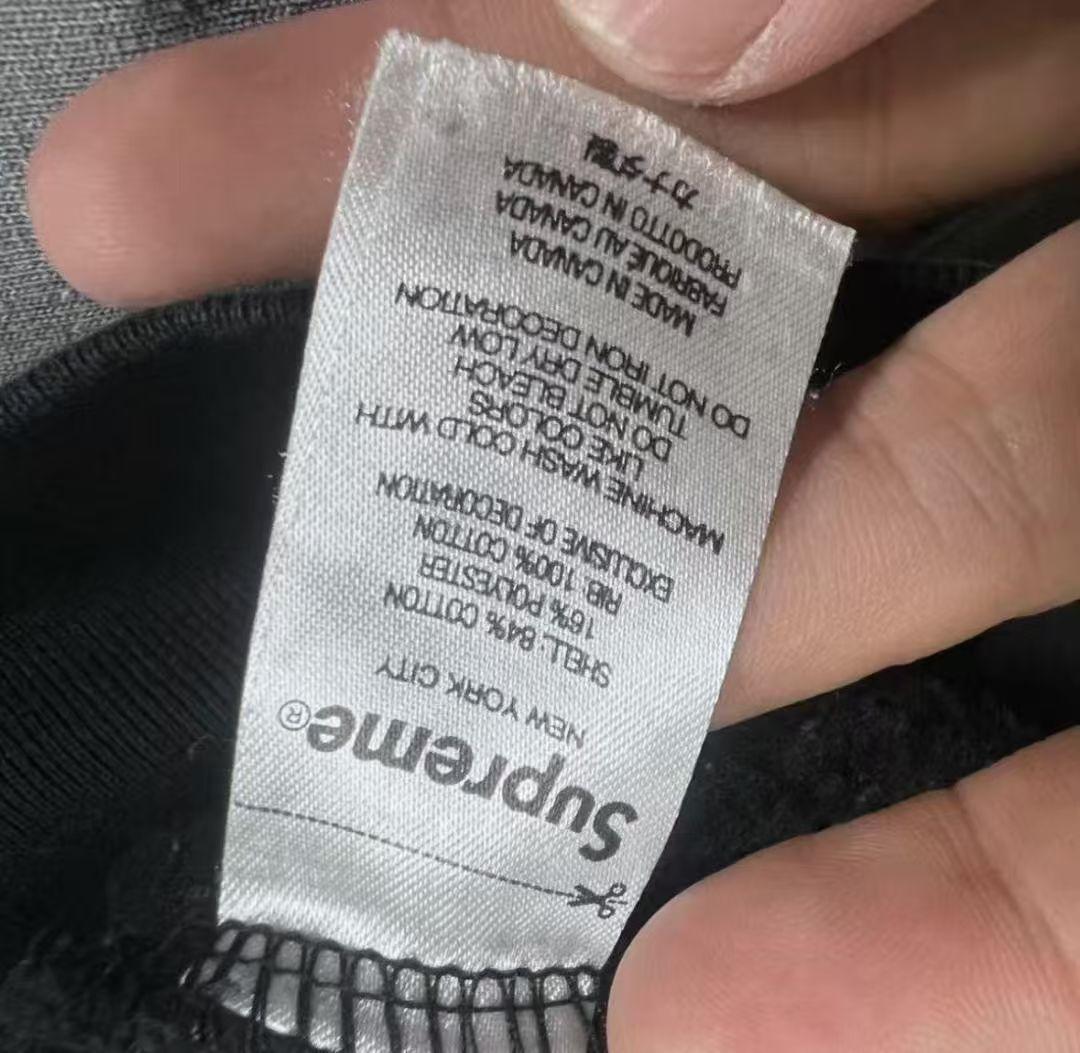 Supreme®
NEW YORK CITY
SHELL: 84% COTTON
16% POLYESTER
RIB: 100% COTTON
EXCLUSIVE OF DECORATION
MACHINE WASH COLD WITH
LIKE COLORS
DO NOT BLEACH
TUMBLE DRY LOW
DO NOT IRON DECORATION
MADE IN CANADA
FABRIQUÉ AU CANADA
PRODOTTO IN CANADA
カナダ製